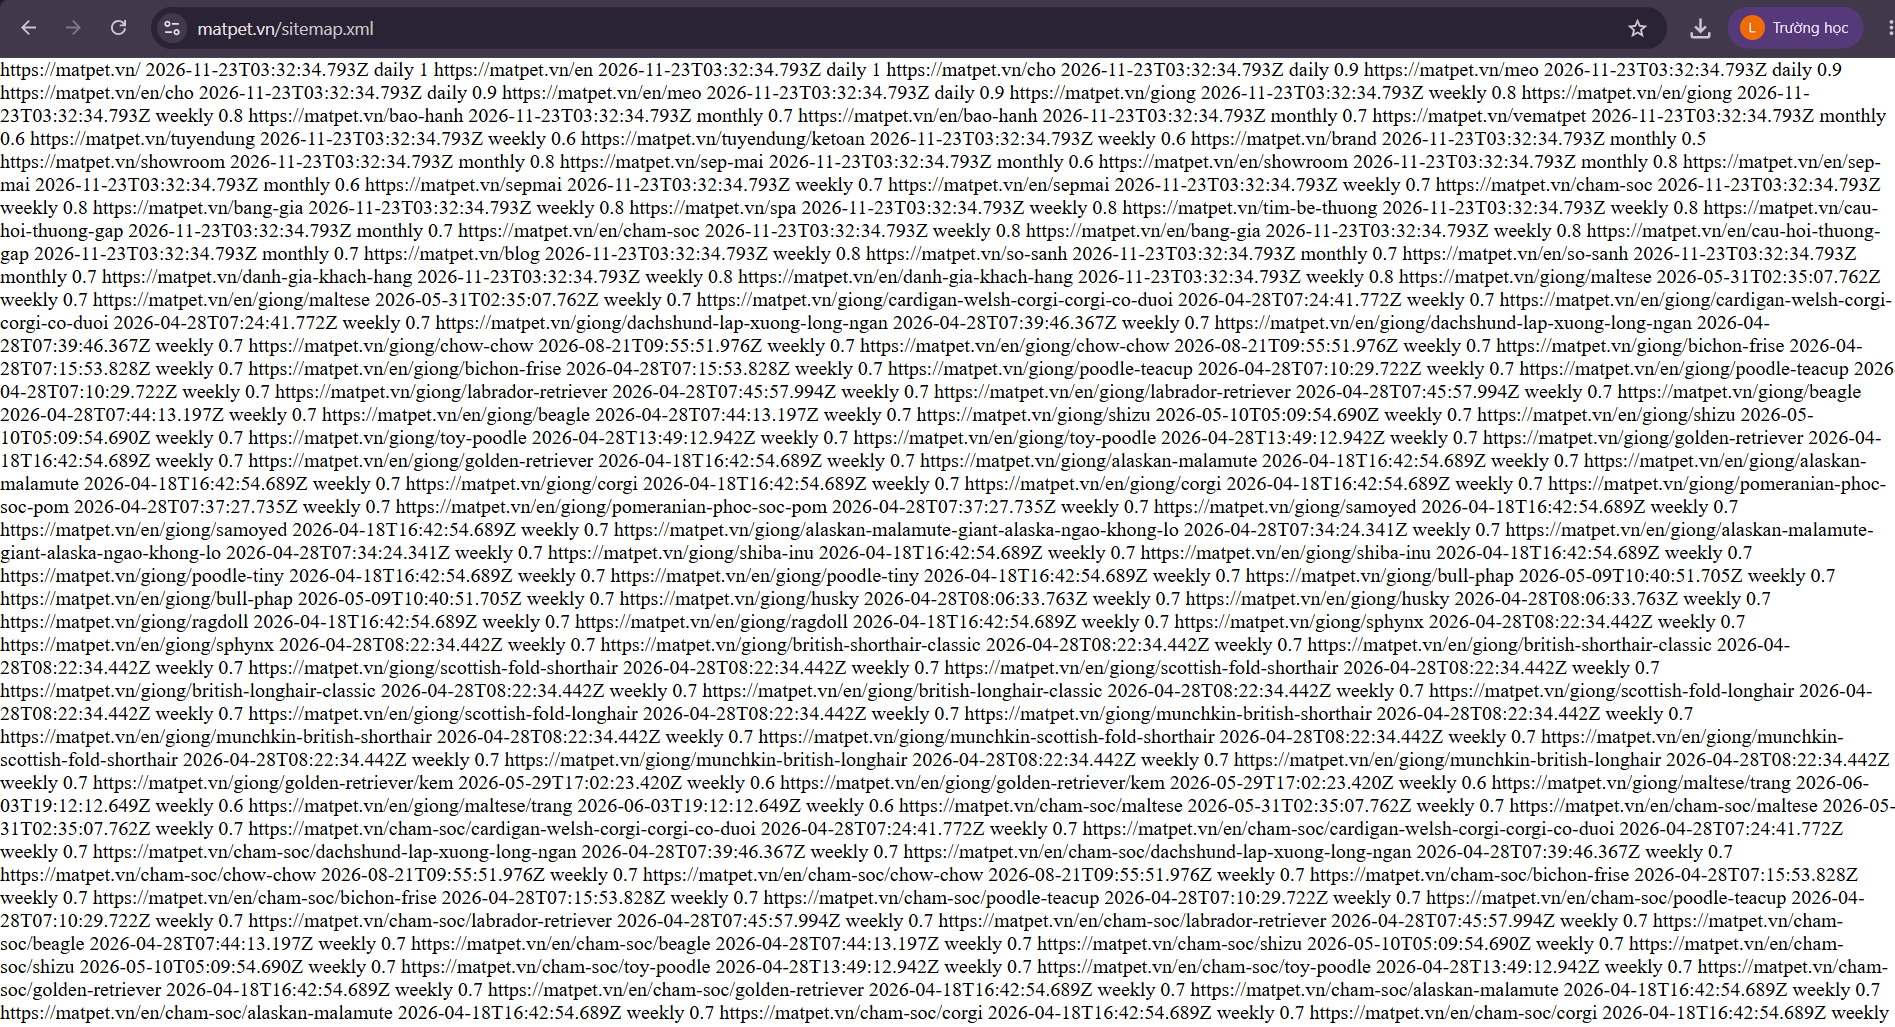 matpet.vn/sitemap.xml
L Trường học
https://matpet.vn/ 2026-11-23T03:32:34.793Z daily 1 https://matpet.vn/en 2026-11-23T03:32:34.793Z daily 1 https://matpet.vn/cho 2026-11-23T03:32:34.793Z daily 0.9 https://matpet.vn/meo 2026-11-23T03:32:34.793Z daily 0.9
https://matpet.vn/en/cho 2026-11-23T03:32:34.793Z daily 0.9 https://matpet.vn/en/meo 2026-11-23T03:32:34.793Z daily 0.9 https://matpet.vn/giong 2026-11-23T03:32:34.793Z weekly 0.8 https://matpet.vn/en/giong 2026-11-
23T03:32:34.793Z weekly 0.8 https://matpet.vn/bao-hanh 2026-11-23T03:32:34.793Z monthly 0.7 https://matpet.vn/en/bao-hanh 2026-11-23T03:32:34.793Z monthly 0.7 https://matpet.vn/vematpet 2026-11-23T03:32:34.793Z monthly
0.6 https://matpet.vn/tuyendung 2026-11-23T03:32:34.793Z weekly 0.6 https://matpet.vn/tuyendung/ketoan 2026-11-23T03:32:34.793Z weekly 0.6 https://matpet.vn/brand 2026-11-23T03:32:34.793Z monthly 0.5
https://matpet.vn/showroom 2026-11-23T03:32:34.793Z monthly 0.8 https://matpet.vn/sep-mai 2026-11-23T03:32:34.793Z monthly 0.6 https://matpet.vn/en/showroom 2026-11-23T03:32:34.793Z monthly 0.8 https://matpet.vn/en/sep-
mai 2026-11-23T03:32:34.793Z monthly 0.6 https://matpet.vn/sepmai 2026-11-23T03:32:34.793Z weekly 0.7 https://matpet.vn/en/sepmai 2026-11-23T03:32:34.793Z weekly 0.7 https://matpet.vn/cham-soc 2026-11-23T03:32:34.793Z
weekly 0.8 https://matpet.vn/bang-gia 2026-11-23T03:32:34.793Z weekly 0.8 https://matpet.vn/spa 2026-11-23T03:32:34.793Z weekly 0.8 https://matpet.vn/tim-be-thuong 2026-11-23T03:32:34.793Z weekly 0.8 https://matpet.vn/cau-
hoi-thuong-gap 2026-11-23T03:32:34.793Z monthly 0.7 https://matpet.vn/en/cham-soc 2026-11-23T03:32:34.793Z weekly 0.8 https://matpet.vn/en/bang-gia 2026-11-23T03:32:34.793Z weekly 0.8 https://matpet.vn/en/cau-hoi-thuong-
gap 2026-11-23T03:32:34.793Z monthly 0.7 https://matpet.vn/blog 2026-11-23T03:32:34.793Z weekly 0.8 https://matpet.vn/so-sanh 2026-11-23T03:32:34.793Z monthly 0.7 https://matpet.vn/en/so-sanh 2026-11-23T03:32:34.793Z
monthly 0.7 https://matpet.vn/danh-gia-khach-hang 2026-11-23T03:32:34.793Z weekly 0.8 https://matpet.vn/en/danh-gia-khach-hang 2026-11-23T03:32:34.793Z weekly 0.8 https://matpet.vn/giong/maltese 2026-05-31T02:35:07.762Z
weekly 0.7 https://matpet.vn/en/giong/maltese 2026-05-31T02:35:07.762Z weekly 0.7 https://matpet.vn/giong/cardigan-welsh-corgi-corgi-co-duoi 2026-04-28T07:24:41.772Z weekly 0.7 https://matpet.vn/en/giong/cardigan-welsh-corgi-
corgi-co-duoi 2026-04-28T07:24:41.772Z weekly 0.7 https://matpet.vn/giong/dachshund-lap-xuong-long-ngan 2026-04-28T07:39:46.367Z weekly 0.7 https://matpet.vn/en/giong/dachshund-lap-xuong-long-ngan 2026-04-
28T07:39:46.367Z weekly 0.7 https://matpet.vn/giong/chow-chow 2026-08-21T09:55:51.976Z weekly 0.7 https://matpet.vn/en/giong/chow-chow 2026-08-21T09:55:51.976Z weekly 0.7 https://matpet.vn/giong/bichon-frise 2026-04-
28T07:15:53.828Z weekly 0.7 https://matpet.vn/en/giong/bichon-frise 2026-04-28T07:15:53.828Z weekly 0.7 https://matpet.vn/giong/poodle-teacup 2026-04-28T07:10:29.722Z weekly 0.7 https://matpet.vn/en/giong/poodle-teacup 2026
04-28T07:10:29.722Z weekly 0.7 https://matpet.vn/giong/labrador-retriever 2026-04-28T07:45:57.994Z weekly 0.7 https://matpet.vn/en/giong/labrador-retriever 2026-04-28T07:45:57.994Z weekly 0.7 https://matpet.vn/giong/beagle
2026-04-28T07:44:13.197Z weekly 0.7 https://matpet.vn/en/giong/beagle 2026-04-28T07:44:13.197Z weekly 0.7 https://matpet.vn/giong/shizu 2026-05-10T05:09:54.690Z weekly 0.7 https://matpet.vn/en/giong/shizu 2026-05-
10T05:09:54.690Z weekly 0.7 https://matpet.vn/giong/toy-poodle 2026-04-28T13:49:12.942Z weekly 0.7 https://matpet.vn/en/giong/toy-poodle 2026-04-28T13:49:12.942Z weekly 0.7 https://matpet.vn/giong/golden-retriever 2026-04-
18T16:42:54.689Z weekly 0.7 https://matpet.vn/en/giong/golden-retriever 2026-04-18T16:42:54.689Z weekly 0.7 https://matpet.vn/giong/alaskan-malamute 2026-04-18T16:42:54.689Z weekly 0.7 https://matpet.vn/en/giong/alaskan-
malamute 2026-04-18T16:42:54.689Z weekly 0.7 https://matpet.vn/giong/corgi 2026-04-18T16:42:54.689Z weekly 0.7 https://matpet.vn/en/giong/corgi 2026-04-18T16:42:54.689Z weekly 0.7 https://matpet.vn/giong/pomeranian-phoc-
soc-pom 2026-04-28T07:37:27.735Z weekly 0.7 https://matpet.vn/en/giong/pomeranian-phoc-soc-pom 2026-04-28T07:37:27.735Z weekly 0.7 https://matpet.vn/giong/samoyed 2026-04-18T16:42:54.689Z weekly 0.7
https://matpet.vn/en/giong/samoyed 2026-04-18T16:42:54.689Z weekly 0.7 https://matpet.vn/giong/alaskan-malamute-giant-alaska-ngao-khong-lo 2026-04-28T07:34:24.341Z weekly 0.7 https://matpet.vn/en/giong/alaskan-malamute-
giant-alaska-ngao-khong-lo 2026-04-28T07:34:24.341Z weekly 0.7 https://matpet.vn/giong/shiba-inu 2026-04-18T16:42:54.689Z weekly 0.7 https://matpet.vn/en/giong/shiba-inu 2026-04-18T16:42:54.689Z weekly 0.7
https://matpet.vn/giong/poodle-tiny 2026-04-18T16:42:54.689Z weekly 0.7 https://matpet.vn/en/giong/poodle-tiny 2026-04-18T16:42:54.689Z weekly 0.7 https://matpet.vn/giong/bull-phap 2026-05-09T10:40:51.705Z weekly 0.7
https://matpet.vn/en/giong/bull-phap 2026-05-09T10:40:51.705Z weekly 0.7 https://matpet.vn/giong/husky 2026-04-28T08:06:33.763Z weekly 0.7 https://matpet.vn/en/giong/husky 2026-04-28T08:06:33.763Z weekly 0.7
https://matpet.vn/giong/ragdoll 2026-04-18T16:42:54.689Z weekly 0.7 https://matpet.vn/en/giong/ragdoll 2026-04-18T16:42:54.689Z weekly 0.7 https://matpet.vn/giong/sphynx 2026-04-28T08:22:34.442Z weekly 0.7
https://matpet.vn/en/giong/sphynx 2026-04-28T08:22:34.442Z weekly 0.7 https://matpet.vn/giong/british-shorthair-classic 2026-04-28T08:22:34.442Z weekly 0.7 https://matpet.vn/en/giong/british-shorthair-classic 2026-04-
28T08:22:34.442Z weekly 0.7 https://matpet.vn/giong/scottish-fold-shorthair 2026-04-28T08:22:34.442Z weekly 0.7 https://matpet.vn/en/giong/scottish-fold-shorthair 2026-04-28T08:22:34.442Z weekly 0.7
https://matpet.vn/giong/british-longhair-classic 2026-04-28T08:22:34.442Z weekly 0.7 https://matpet.vn/en/giong/british-longhair-classic 2026-04-28T08:22:34.442Z weekly 0.7 https://matpet.vn/giong/scottish-fold-longhair 2026-04-
28T08:22:34.442Z weekly 0.7 https://matpet.vn/en/giong/scottish-fold-longhair 2026-04-28T08:22:34.442Z weekly 0.7 https://matpet.vn/giong/munchkin-british-shorthair 2026-04-28T08:22:34.442Z weekly 0.7
https://matpet.vn/en/giong/munchkin-british-shorthair 2026-04-28T08:22:34.442Z weekly 0.7 https://matpet.vn/giong/munchkin-scottish-fold-shorthair 2026-04-28T08:22:34.442Z weekly 0.7 https://matpet.vn/en/giong/munchkin-
scottish-fold-shorthair 2026-04-28T08:22:34.442Z weekly 0.7 https://matpet.vn/giong/munchkin-british-longhair 2026-04-28T08:22:34.442Z weekly 0.7 https://matpet.vn/en/giong/munchkin-british-longhair 2026-04-28T08:22:34.442Z
weekly 0.7 https://matpet.vn/giong/golden-retriever/kem 2026-05-29T17:02:23.420Z weekly 0.6 https://matpet.vn/en/giong/golden-retriever/kem 2026-05-29T17:02:23.420Z weekly 0.6 https://matpet.vn/giong/maltese/trang 2026-06-
03T19:12:12.649Z weekly 0.6 https://matpet.vn/en/giong/maltese/trang 2026-06-03T19:12:12.649Z weekly 0.6 https://matpet.vn/cham-soc/maltese 2026-05-31T02:35:07.762Z weekly 0.7 https://matpet.vn/en/cham-soc/maltese 2026-05-
31T02:35:07.762Z weekly 0.7 https://matpet.vn/cham-soc/cardigan-welsh-corgi-corgi-co-duoi 2026-04-28T07:24:41.772Z weekly 0.7 https://matpet.vn/en/cham-soc/cardigan-welsh-corgi-corgi-co-duoi 2026-04-28T07:24:41.772Z
weekly 0.7 https://matpet.vn/cham-soc/dachshund-lap-xuong-long-ngan 2026-04-28T07:39:46.367Z weekly 0.7 https://matpet.vn/en/cham-soc/dachshund-lap-xuong-long-ngan 2026-04-28T07:39:46.367Z weekly 0.7
https://matpet.vn/cham-soc/chow-chow 2026-08-21T09:55:51.976Z weekly 0.7 https://matpet.vn/en/cham-soc/chow-chow 2026-08-21T09:55:51.976Z weekly 0.7 https://matpet.vn/cham-soc/bichon-frise 2026-04-28T07:15:53.828Z
weekly 0.7 https://matpet.vn/en/cham-soc/bichon-frise 2026-04-28T07:15:53.828Z weekly 0.7 https://matpet.vn/cham-soc/poodle-teacup 2026-04-28T07:10:29.722Z weekly 0.7 https://matpet.vn/en/cham-soc/poodle-teacup 2026-04-
28T07:10:29.722Z weekly 0.7 https://matpet.vn/cham-soc/labrador-retriever 2026-04-28T07:45:57.994Z weekly 0.7 https://matpet.vn/en/cham-soc/labrador-retriever 2026-04-28T07:45:57.994Z weekly 0.7 https://matpet.vn/cham-
soc/beagle 2026-04-28T07:44:13.197Z weekly 0.7 https://matpet.vn/en/cham-soc/beagle 2026-04-28T07:44:13.197Z weekly 0.7 https://matpet.vn/cham-soc/shizu 2026-05-10T05:09:54.690Z weekly 0.7 https://matpet.vn/en/cham-
soc/shizu 2026-05-10T05:09:54.690Z weekly 0.7 https://matpet.vn/cham-soc/toy-poodle 2026-04-28T13:49:12.942Z weekly 0.7 https://matpet.vn/en/cham-soc/toy-poodle 2026-04-28T13:49:12.942Z weekly 0.7 https://matpet.vn/cham-
soc/golden-retriever 2026-04-18T16:42:54.689Z weekly 0.7 https://matpet.vn/en/cham-soc/golden-retriever 2026-04-18T16:42:54.689Z weekly 0.7 https://matpet.vn/cham-soc/alaskan-malamute 2026-04-18T16:42:54.689Z weekly 0.7
https://matpet.vn/en/cham-soc/alaskan-malamute 2026-04-18T16:42:54.689Z weekly 0.7 https://matpet.vn/cham-soc/corgi 2026-04-18T16:42:54.689Z weekly 0.7 https://matpet.vn/en/cham-soc/corgi 2026-04-18T16:42:54.689Z weekly